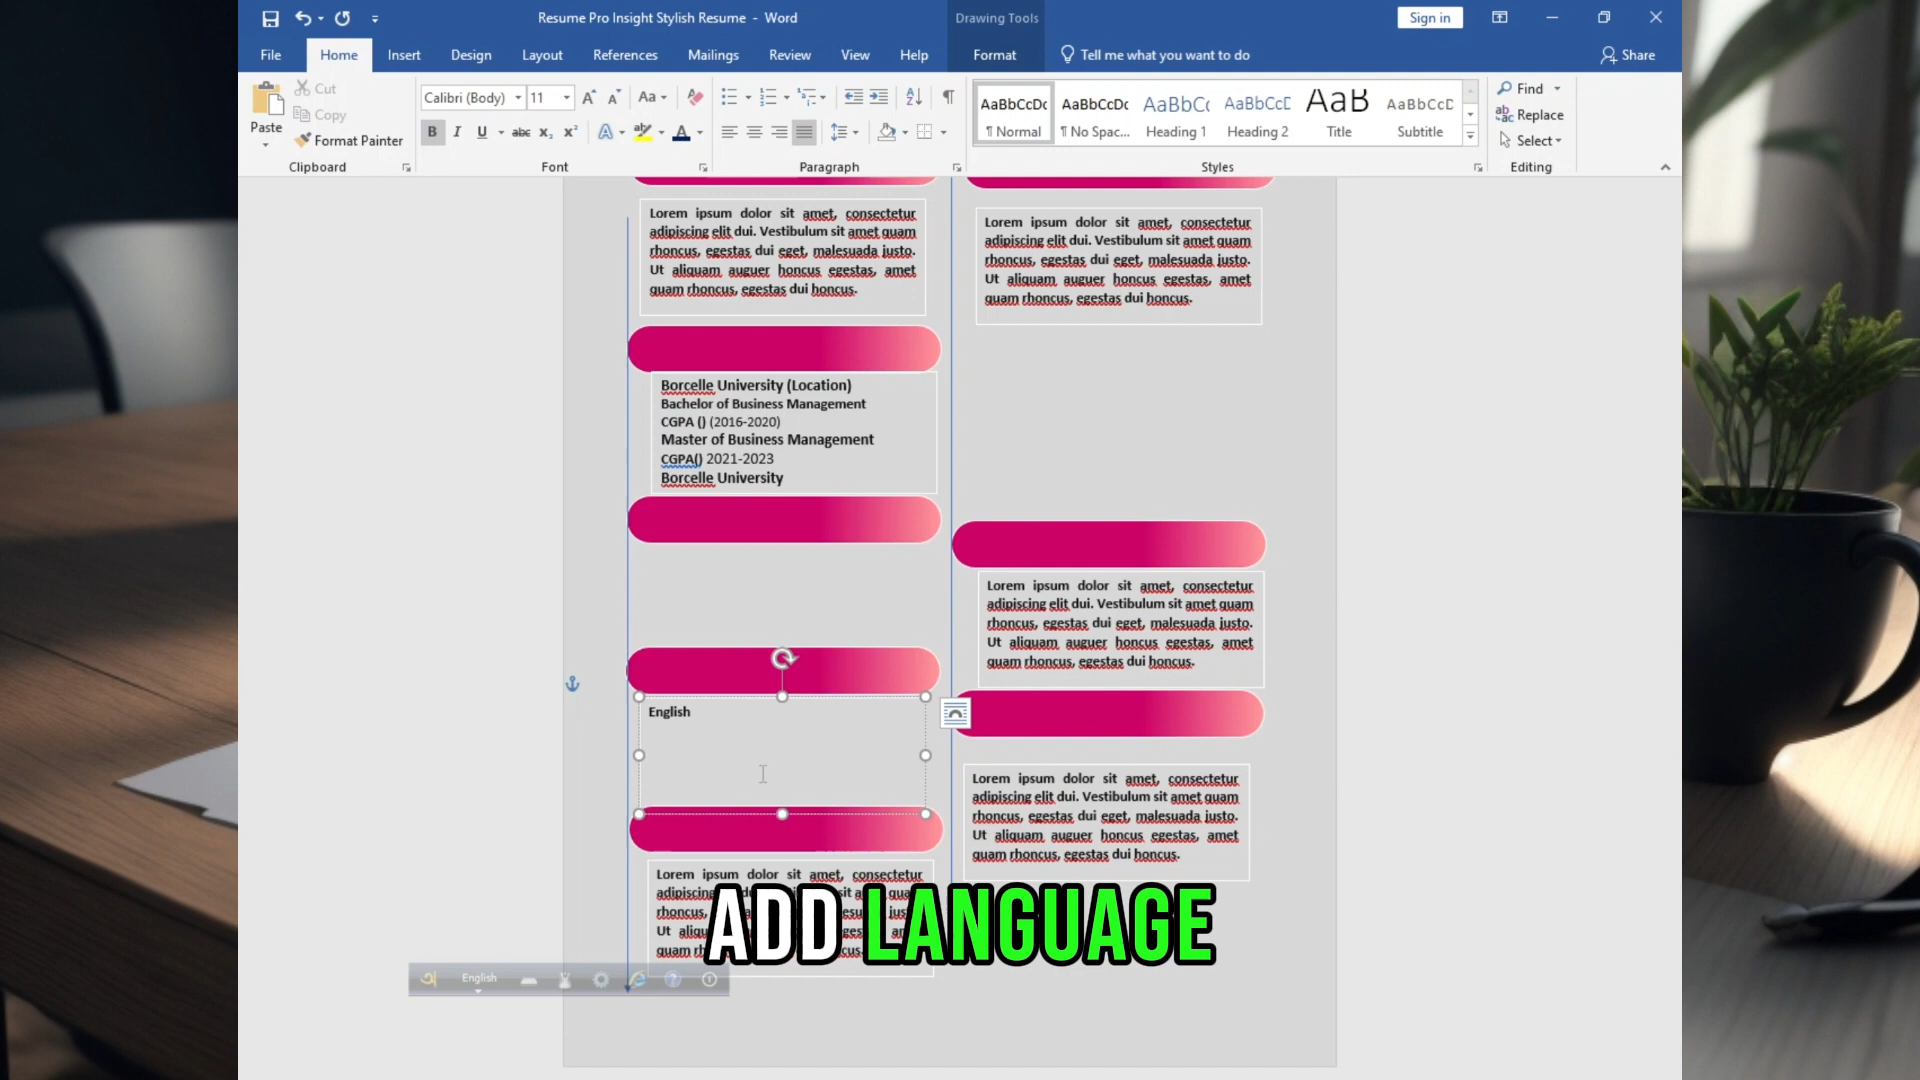 Resume Pro Insight Stylish Resume - Word
Drawing Tools
Sign in
File
Home
Insert
Design
Layout
References
Mailings
Review
View
Help
Format
Tell me what you want to do
Share
Paste
Cut
Copy
Format Painter
Clipboard
Calibri (Body)
11
Font
Paragraph
AaBbCcDc
¶ Normal
AaBbCcDc
¶ No Spac...
AaBbCc
Heading 1
AaBbCcD
Heading 2
AaB
Title
AaBbCcD
Subtitle
Styles
Find
Replace
Select
Editing
Lorem ipsum dolor sit amet, consectetur
adipiscing elit dui. Vestibulum sit amet quam
rhoncus, egestas dui eget, malesuada justo.
Ut aliquam auguer honcus egestas, amet
quam rhoncus, egestas dui honcus.
Borcelle University (Location)
Bachelor of Business Management
CGPA () (2016-2020)
Master of Business Management
CGPA() 2021-2023
Borcelle University
English
Lorem ipsum dolor sit amet, consectetur
adipiscing
rhoncus,
Ut
quam
Lorem ipsum dolor sit amet, consectetur
adipiscing elit dui. Vestibulum sit amet quam
rhoncus, egestas dui eget, malesuada justo.
Ut aliquam auguer honcus egestas, amet
quam rhoncus, egestas dui honcus.
Lorem ipsum dolor sit amet, consectetur
adipiscing elit dui. Vestibulum sit amet quam
rhoncus, egestas dui eget, malesuada justo.
Ut aliquam auguer honcus egestas, amet
quam rhoncus, egestas dui honcus.
Lorem ipsum dolor sit amet, consectetur
adipiscing elit dui. Vestibulum sit amet quam
rhoncus, egestas dui eget, malesuada justo.
Ut aliquam auguer honcus egestas, amet
quam rhoncus, egestas dui honcus.
ADD LANGUAGE
English